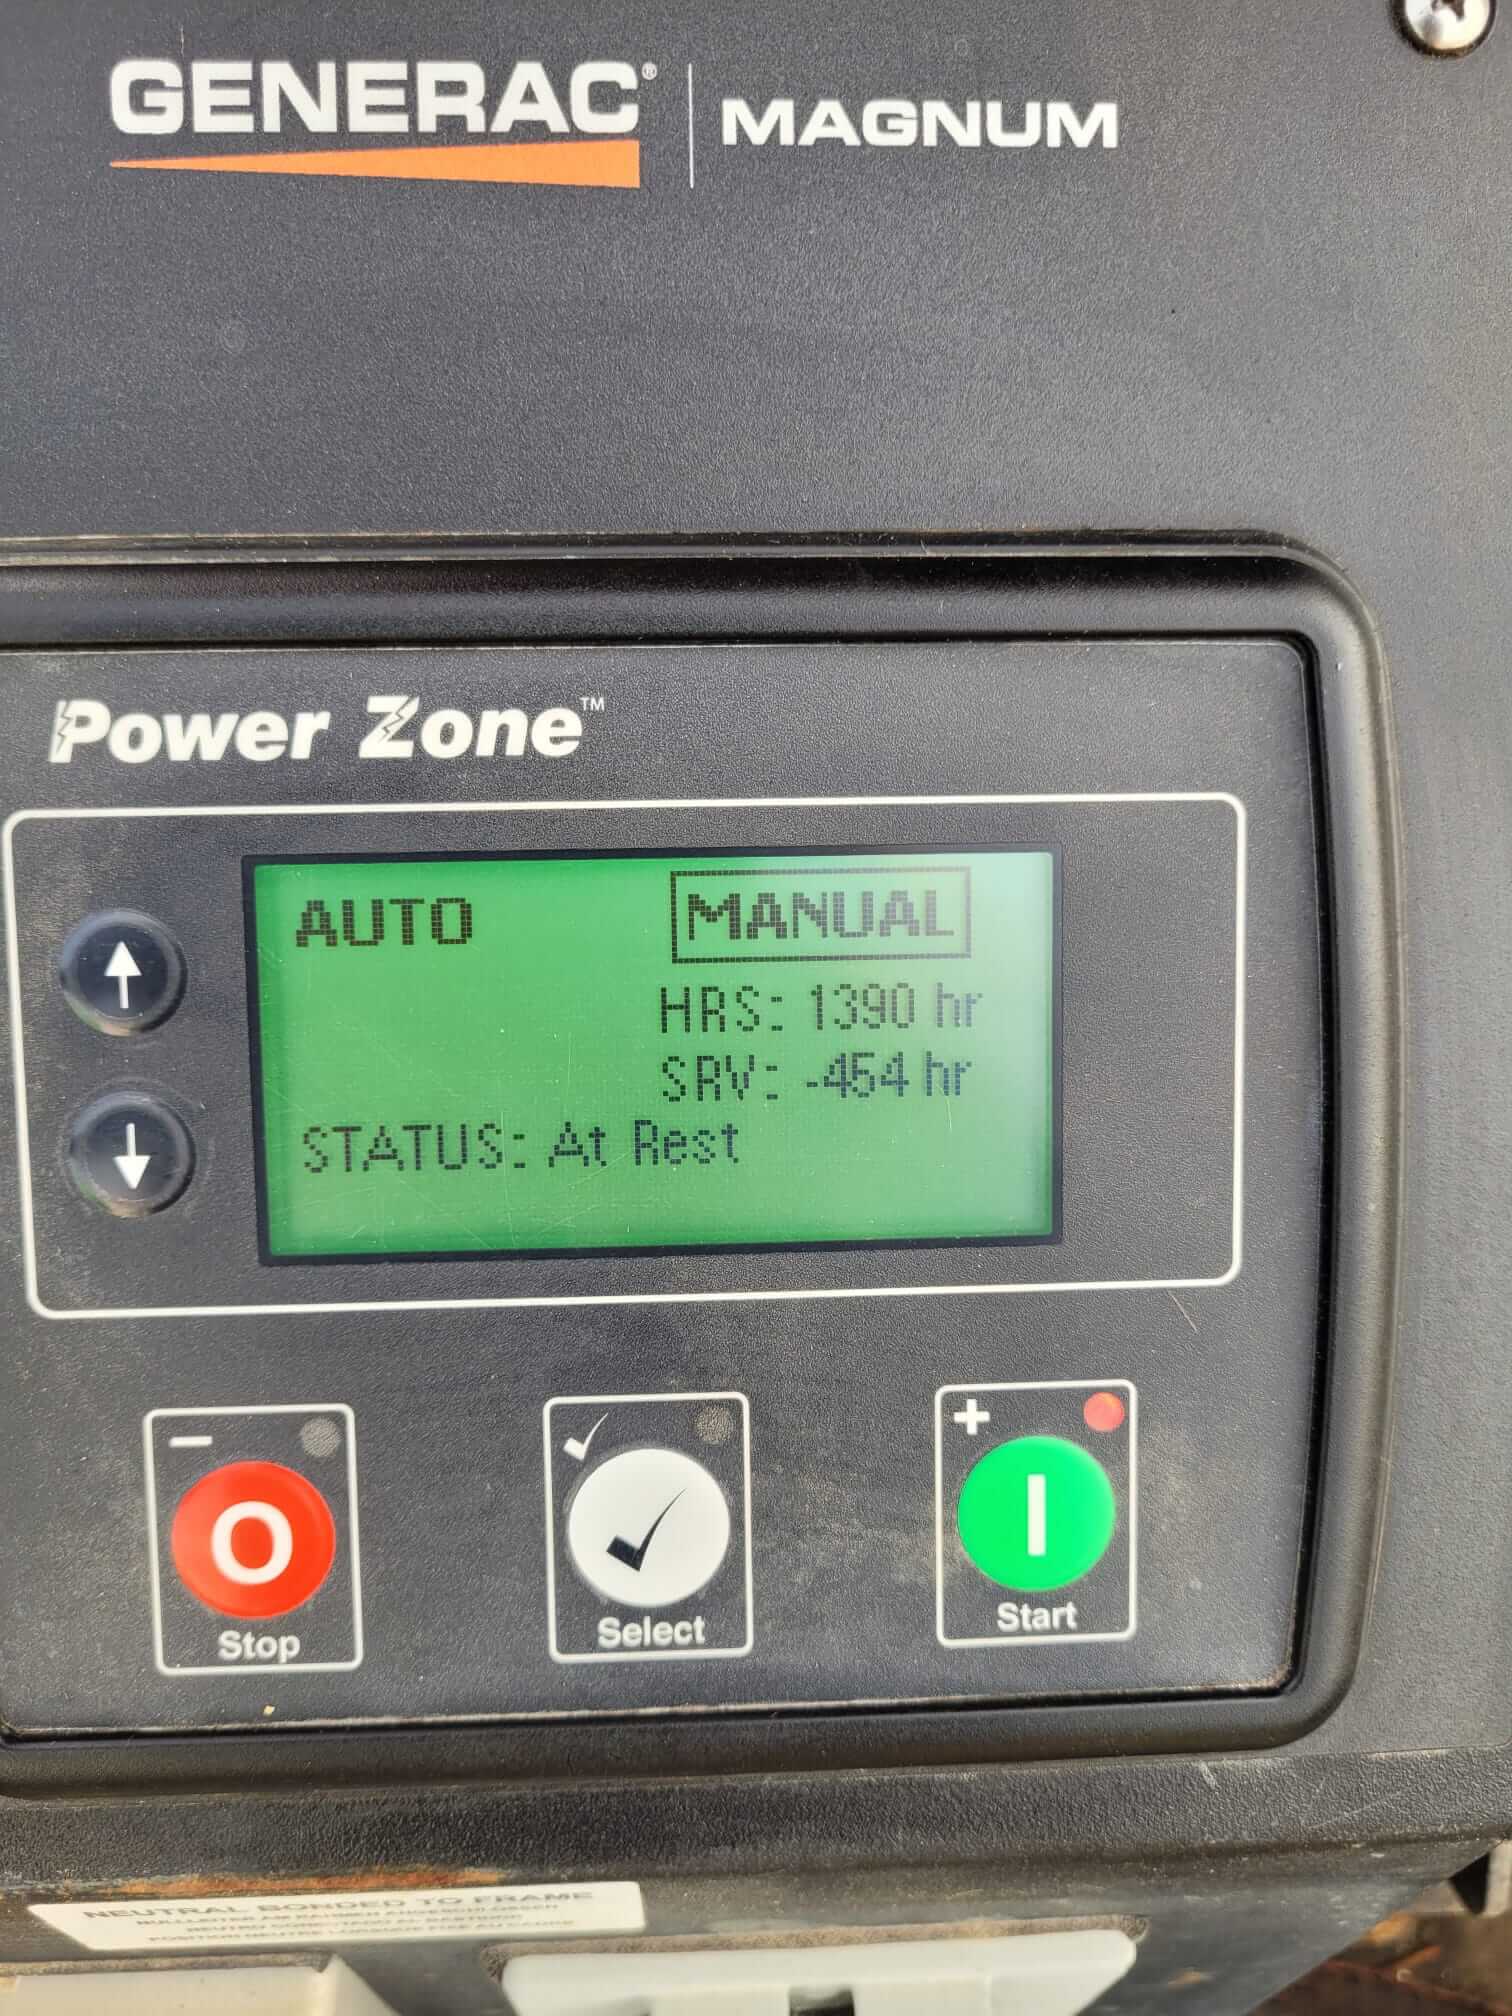 GENERAC® | MAGNUM
Power Zone™
AUTO MANUAL
HRS: 1390 hr
SRV: -454 hr
STATUS: At Rest
- ✓ +
O ✓ I
Stop Select Start
NEUTRAL BONDED TO FRAME